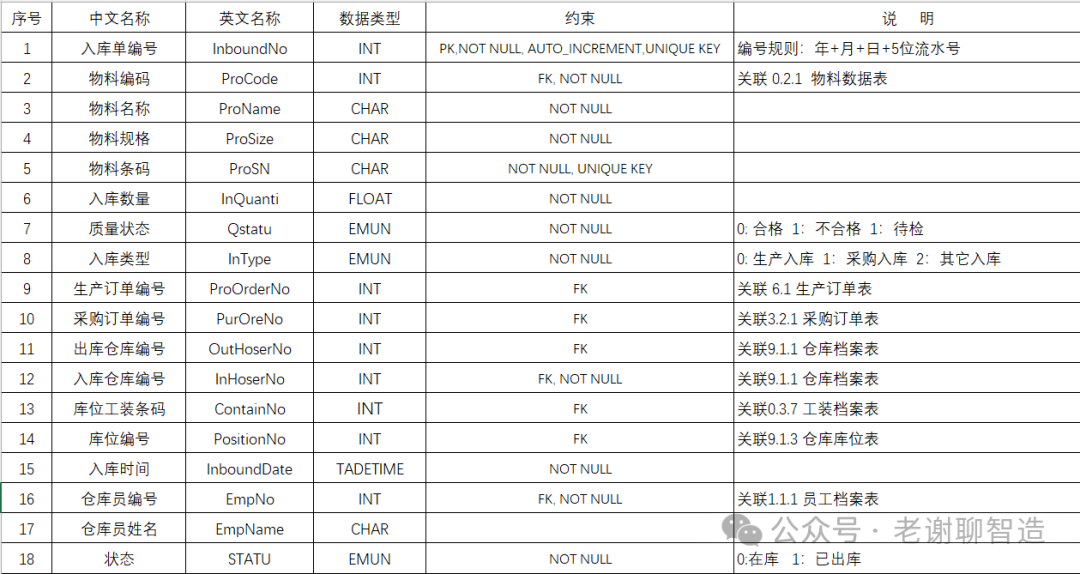 序号 中文名称 英文名称 数据类型 约束 说 明
1 入库单编号 InboundNo INT PK,NOT NULL, AUTO_INCREMENT,UNIQUE KEY 编号规则：年+月+日+5位流水号
2 物料编码 ProCode INT FK, NOT NULL 关联 0.2.1 物料数据表
3 物料名称 ProName CHAR NOT NULL
4 物料规格 ProSize CHAR NOT NULL
5 物料条码 ProSN CHAR NOT NULL, UNIQUE KEY
6 入库数量 InQuanti FLOAT NOT NULL
7 质量状态 Qstatu EMUN NOT NULL 0: 合格 1：不合格 1：待检
8 入库类型 InType EMUN NOT NULL 0: 生产入库 1：采购入库 2：其它入库
9 生产订单编号 ProOrderNo INT FK 关联 6.1 生产订单表
10 采购订单编号 PurOreNo INT FK 关联3.2.1 采购订单表
11 出库仓库编号 OutHoserNo INT FK 关联9.1.1 仓库档案表
12 入库仓库编号 InHoserNo INT FK, NOT NULL 关联9.1.1 仓库档案表
13 库位工装条码 ContainNo INT FK 关联0.3.7 工装档案表
14 库位编号 PositionNo INT FK 关联9.1.3 仓库库位表
15 入库时间 InboundDate TADETIME NOT NULL
16 仓库员编号 EmpNo INT FK, NOT NULL 关联1.1.1 员工档案表
17 仓库员姓名 EmpName CHAR
公众号 · 老谢聊智造
18 状态 STATU EMUN NOT NULL 0:在库 1：已出库